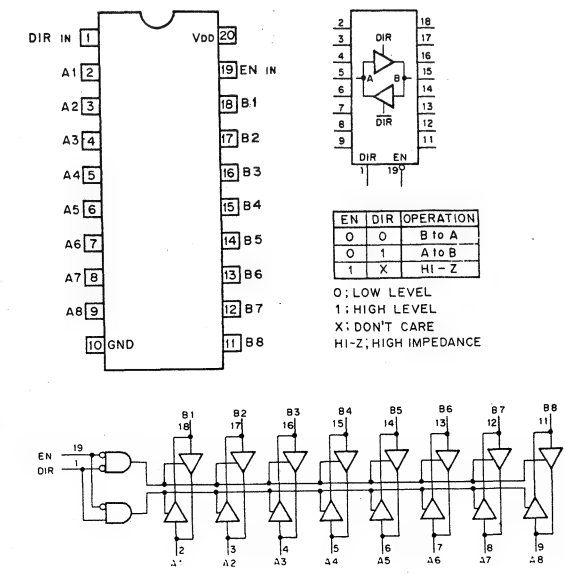 DIR IN 1
VDD 20
A1 2
19 EN IN
A2 3
18 B1
A3 4
17 B2
A4 5
16 B3
A5 6
15 B4
A6 7
14 B5
A7 8
13 B6
A8 9
12 B7
10 GND
11 B8
2 18
3 17
DIR
4 16
5 A B 15
6 14
7 13
DIR
8 12
9 11
DIR EN
1 19
EN DIR OPERATION
0 0 B to A
0 1 A to B
1 X HI-Z
0; LOW LEVEL
1; HIGH LEVEL
X; DON'T CARE
HI-Z; HIGH IMPEDANCE
B1 B2 B3 B4 B5 B6 B7 B8
18 17 16 15 14 13 12 11
EN 19
DIR 1
2 3 4 5 6 7 8 9
A1 A2 A3 A4 A5 A6 A7 A8